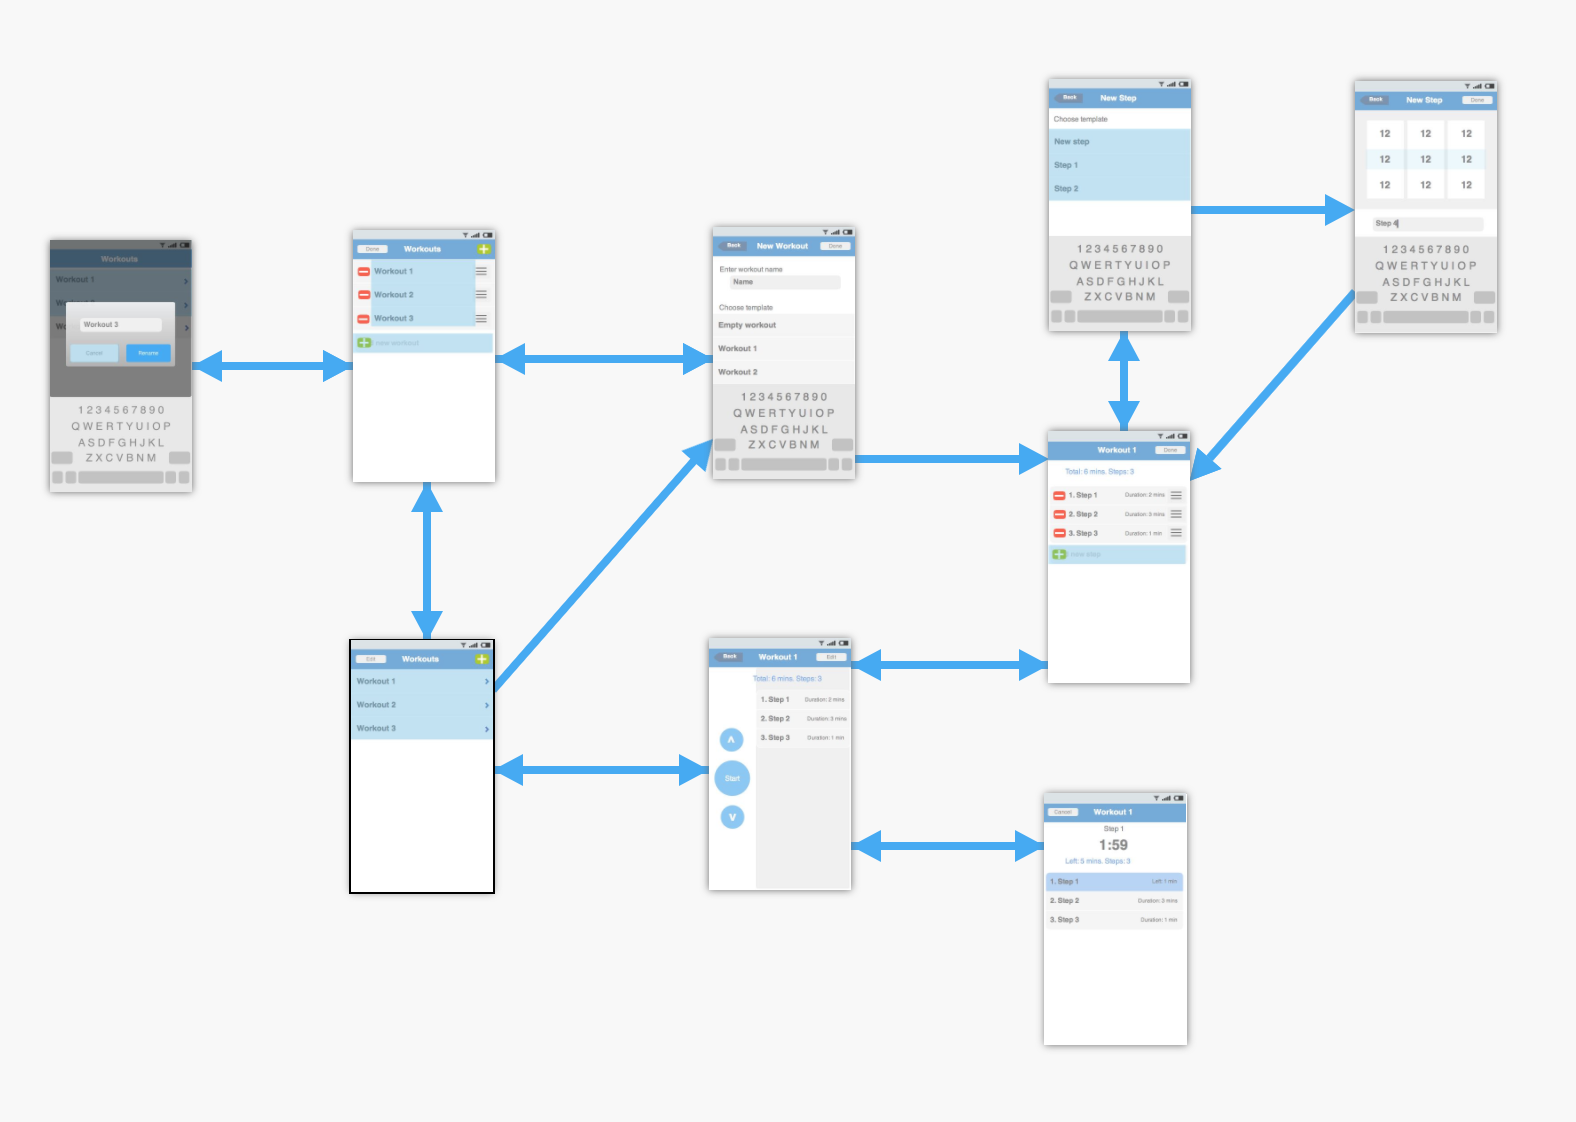 Workouts
Workout 1
Wo
Workout 3
Cancel
Rename
1 2 3 4 5 6 7 8 9 0
Q W E R T Y U I O P
A S D F G H J K L
Z X C V B N M
Done Workouts
Workout 1
Workout 2
Workout 3
new workout
Back New Workout Done
Enter workout name
Name
Choose template
Empty workout
Workout 1
Workout 2
1 2 3 4 5 6 7 8 9 0
Q W E R T Y U I O P
A S D F G H J K L
Z X C V B N M
Back New Step
Choose template
New step
Step 1
Step 2
1 2 3 4 5 6 7 8 9 0
Q W E R T Y U I O P
A S D F G H J K L
Z X C V B N M
Back New Step Done
12 12 12
12 12 12
12 12 12
Step 4
1 2 3 4 5 6 7 8 9 0
Q W E R T Y U I O P
A S D F G H J K L
Z X C V B N M
Workout 1 Done
Total: 6 mins. Steps: 3
1. Step 1 Duration: 2 mins
2. Step 2 Duration: 3 mins
3. Step 3 Duration: 1 min
new step
Edit Workouts
Workout 1
Workout 2
Workout 3
Back Workout 1 Edit
Total: 6 mins. Steps: 3
1. Step 1 Duration: 2 mins
2. Step 2 Duration: 3 mins
3. Step 3 Duration: 1 min
Start
Cancel Workout 1
Step 1
1:59
Left: 5 mins. Steps: 3
1. Step 1 Left: 1 min
2. Step 2 Duration: 3 mins
3. Step 3 Duration: 1 min